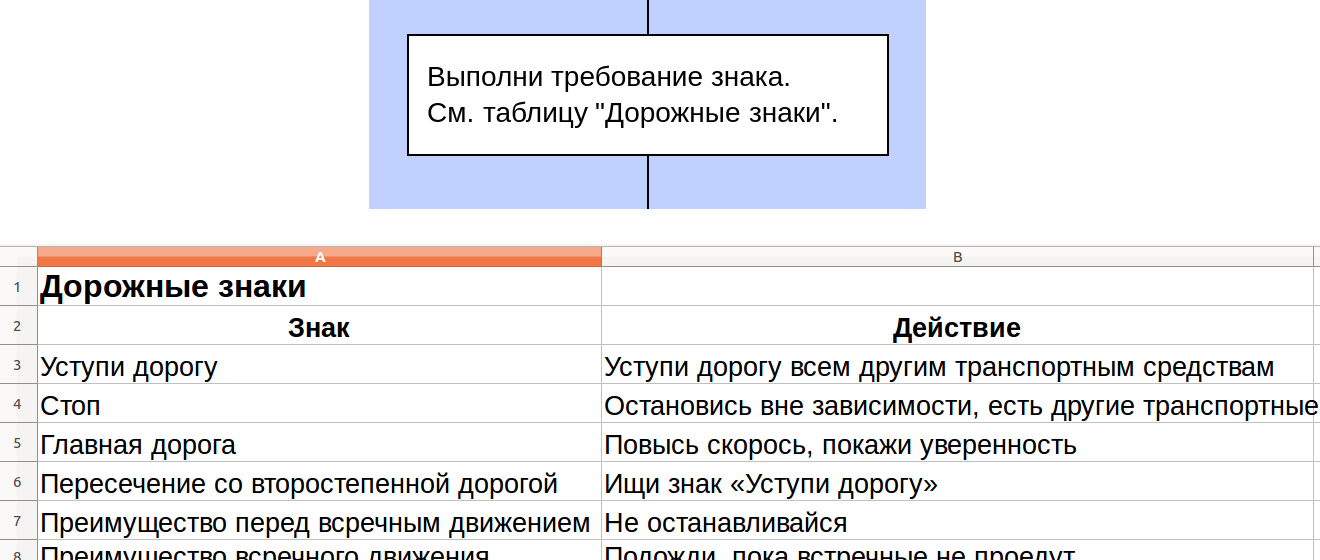 Выполни требование знака.
См. таблицу "Дорожные знаки".
A B
1 Дорожные знаки
2 Знак Действие
3 Уступи дорогу Уступи дорогу всем другим транспортным средствам
4 Стоп Остановись вне зависимости, есть другие транспортные
5 Главная дорога Повысь скорось, покажи уверенность
6 Пересечение со второстепенной дорогой Ищи знак «Уступи дорогу»
7 Преимущество перед всречным движением Не останавливайся
8 Преимущество всречного движения Подожди, пока встречные не проедут